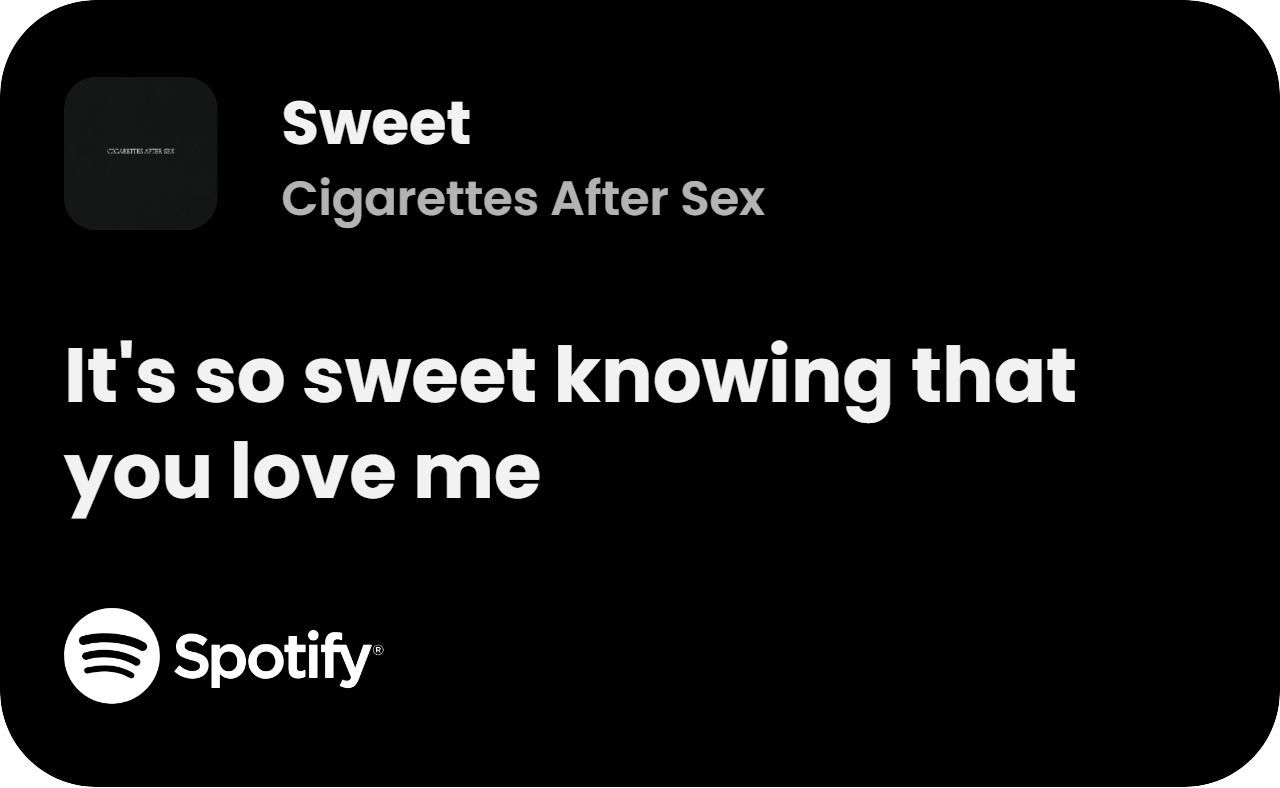 CIGARETTES AFTER SEX
Sweet
Cigarettes After Sex
It's so sweet knowing that
you love me
Spotify®